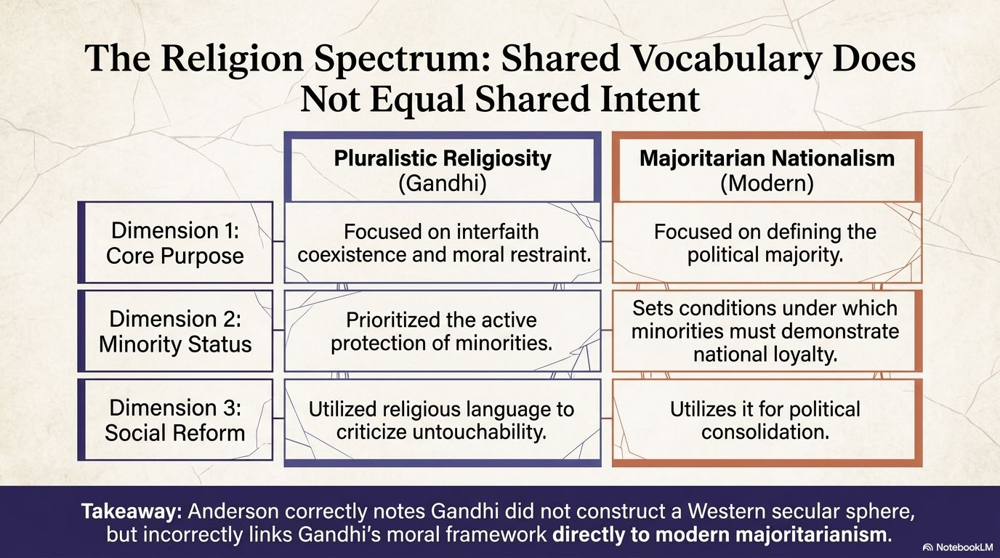 The Religion Spectrum: Shared Vocabulary Does
Not Equal Shared Intent
Pluralistic Religiosity
(Gandhi)
Majoritarian Nationalism
(Modern)
Dimension 1:
Core Purpose
Focused on interfaith
coexistence and moral restraint.
Focused on defining the
political majority.
Dimension 2:
Minority Status
Prioritized the active
protection of minorities.
Sets conditions under which
minorities must demonstrate
national loyalty.
Dimension 3:
Social Reform
Utilized religious language to
criticize untouchability.
Utilizes it for political
consolidation.
Takeaway: Anderson correctly notes Gandhi did not construct a Western secular sphere,
but incorrectly links Gandhi’s moral framework directly to modern majoritarianism.
NotebookLM